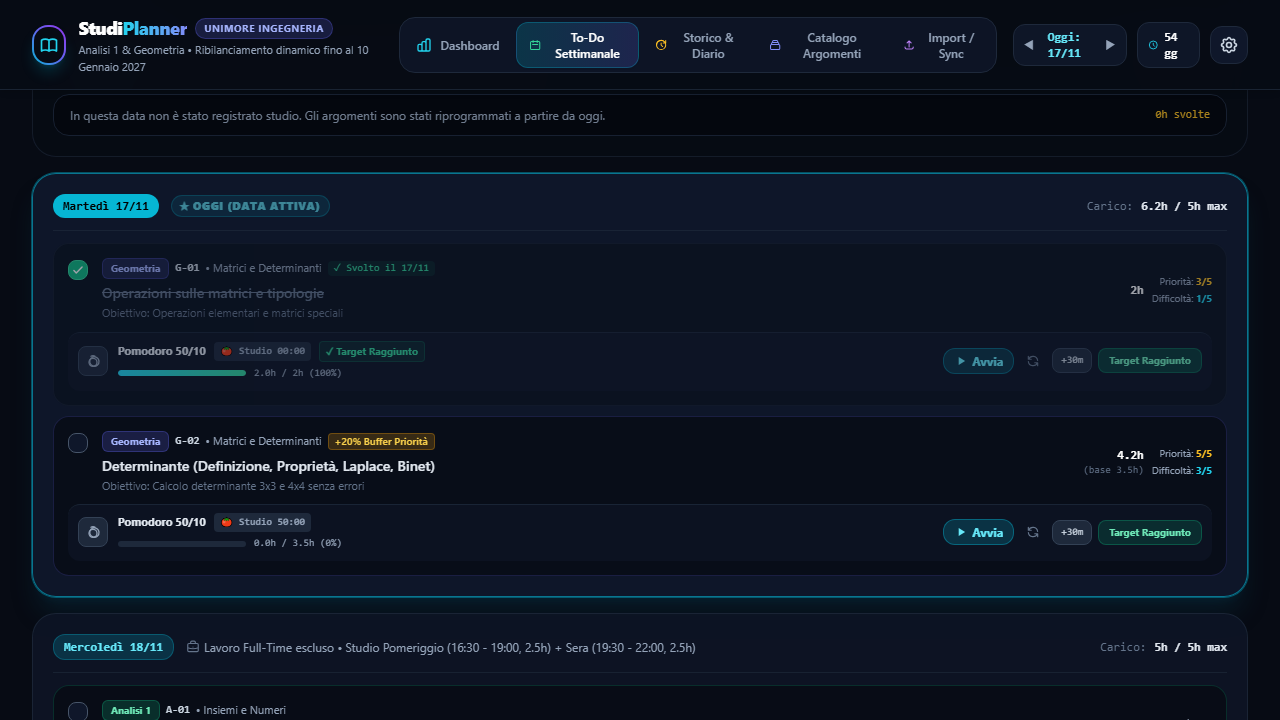 StudiPlanner UNIMORE INGEGNERIA
Analisi 1 & Geometria • Ribilanciamento dinamico fino al 10
Gennaio 2027
Dashboard
To-Do
Settimanale
Storico &
Diario
Catalogo
Argomenti
Import /
Sync
◀ Oggi: ▶
17/11
54
gg
In questa data non è stato registrato studio. Gli argomenti sono stati riprogrammati a partire da oggi. 0h svolte
Martedì 17/11 ★ OGGI (DATA ATTIVA) Carico: 6.2h / 5h max
Geometria G-01 • Matrici e Determinanti ✓ Svolto il 17/11
Operazioni sulle matrici e tipologie
Obiettivo: Operazioni elementari e matrici speciali
2h Priorità: 3/5
Difficoltà: 1/5
Pomodoro 50/10 🍅 Studio 00:00 ✓ Target Raggiunto
2.0h / 2h (100%)
▶ Avvia +30m Target Raggiunto
Geometria G-02 • Matrici e Determinanti +20% Buffer Priorità
Determinante (Definizione, Proprietà, Laplace, Binet)
Obiettivo: Calcolo determinante 3x3 e 4x4 senza errori
4.2h Priorità: 5/5
(base 3.5h) Difficoltà: 3/5
Pomodoro 50/10 🍅 Studio 50:00
0.0h / 3.5h (0%)
▶ Avvia +30m Target Raggiunto
Mercoledì 18/11 Lavoro Full-Time escluso • Studio Pomeriggio (16:30 - 19:00, 2.5h) + Sera (19:30 - 22:00, 2.5h) Carico: 5h / 5h max
Analisi 1 A-01 • Insiemi e Numeri